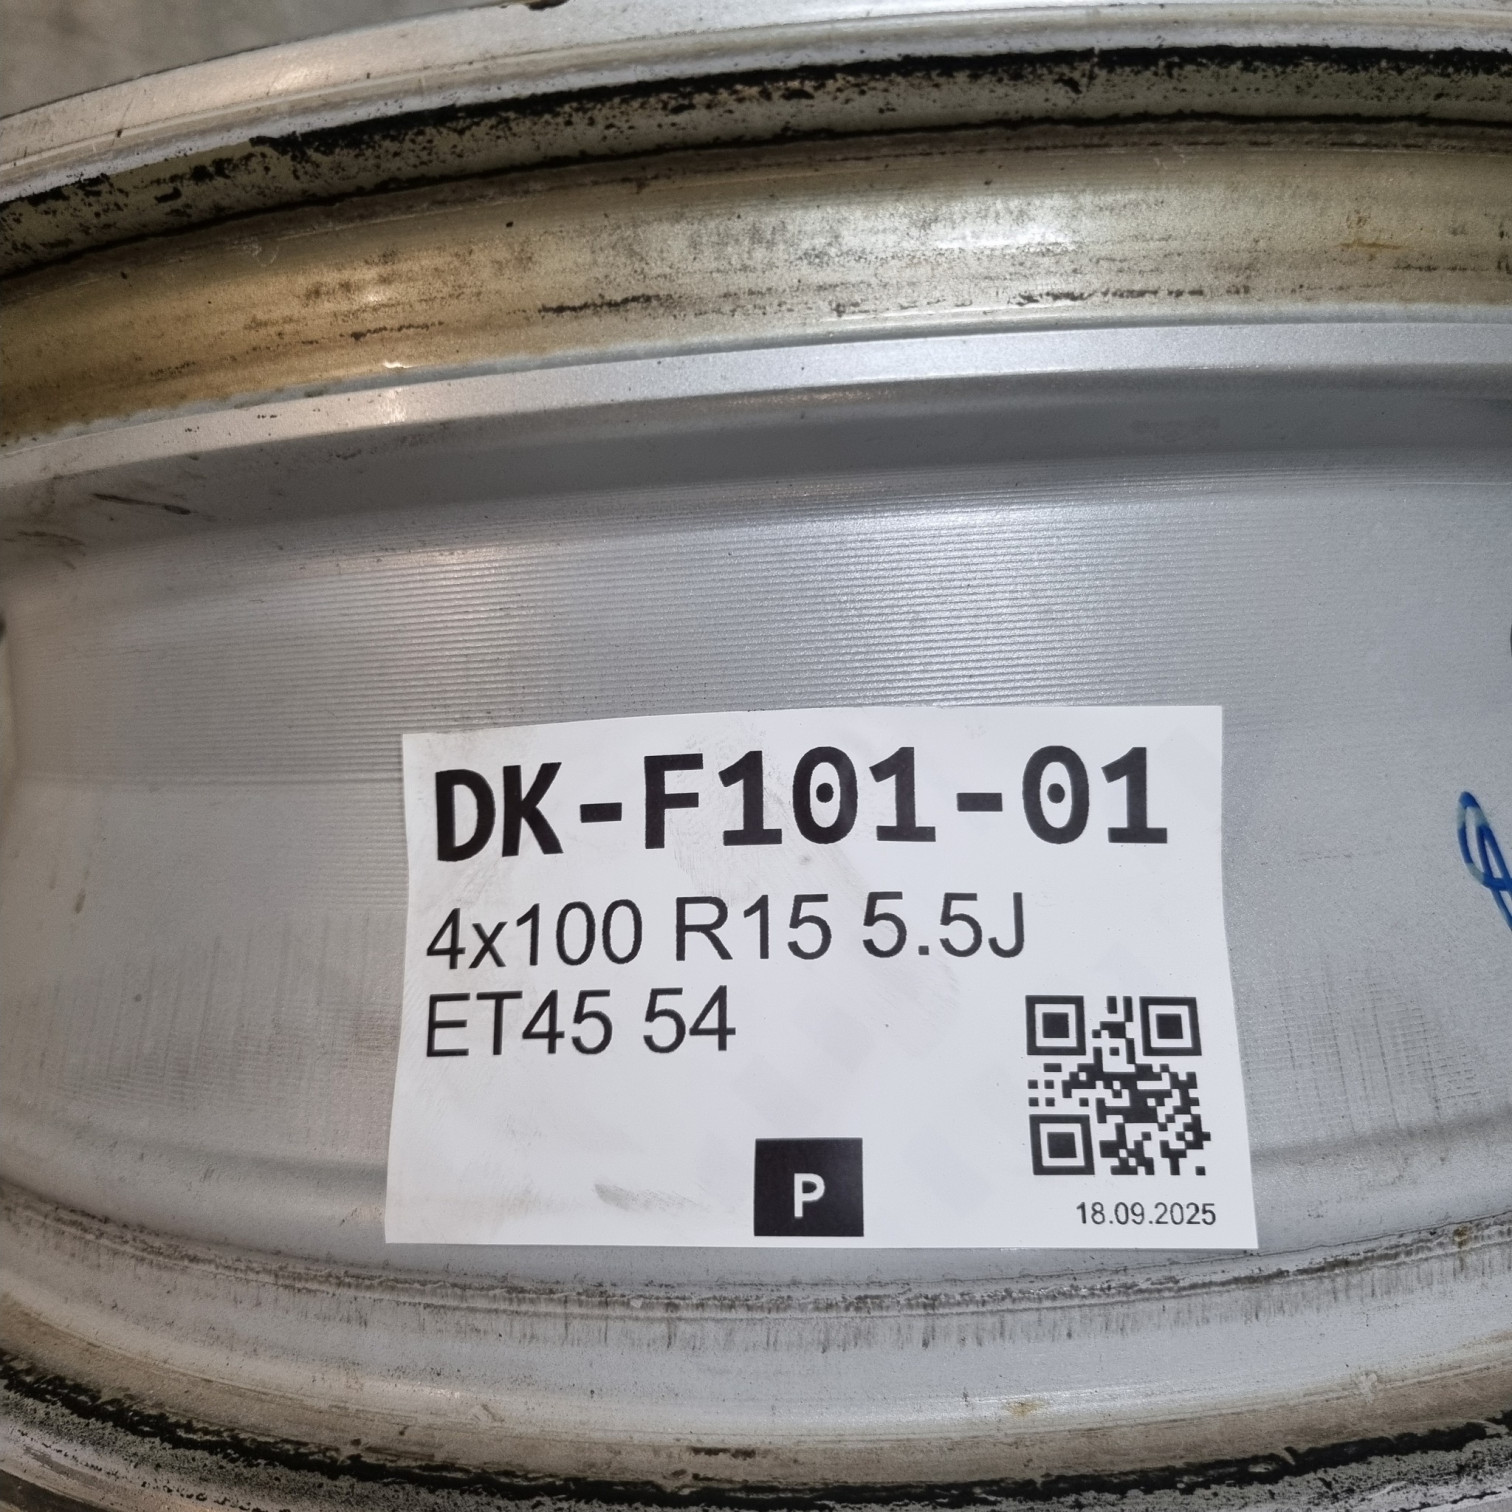 DK-F101-01
4x100 R15 5.5J
ET45 54
P
18.09.2025